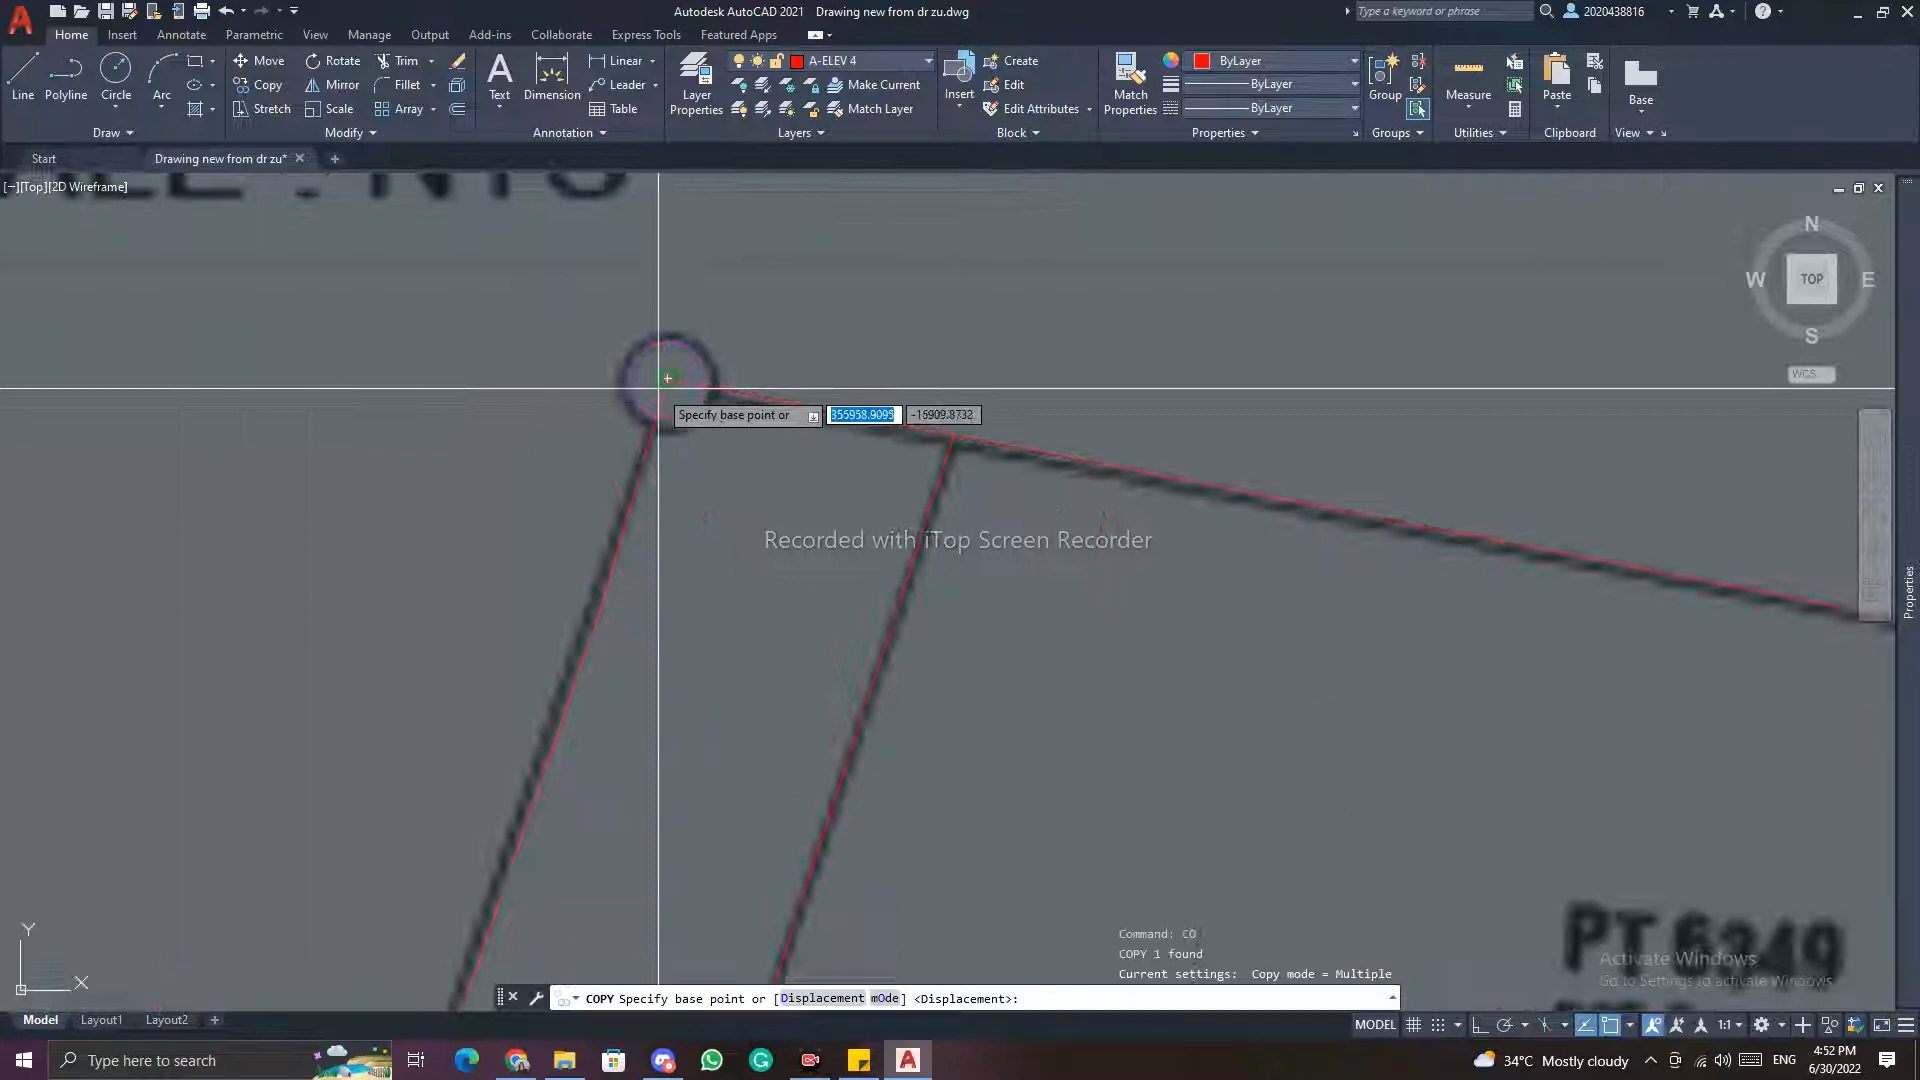 Autodesk AutoCAD 2021 Drawing new from dr zu.dwg
Type a keyword or phrase
2020438816
Home Insert Annotate Parametric View Manage Output Add-ins Collaborate Express Tools Featured Apps
Line Polyline Circle Arc
Move Rotate Trim
Copy Mirror Fillet
Stretch Scale Array
Text Dimension
Linear
Leader
Table
Layer Properties
A-ELEV 4
Make Current
Match Layer
Insert
Create
Edit
Edit Attributes
Match Properties
ByLayer
ByLayer
ByLayer
Group
Measure
Paste
Base
Draw Modify Annotation Layers Block Properties Groups Utilities Clipboard View
Start Drawing new from dr zu*
[−][Top][2D Wireframe]
N
W TOP E
S
WCS
Specify base point or 355958.9095 -15909.8732
Recorded with iTop Screen Recorder
Properties
PT 6349
Activate Windows
Go to Settings to activate Windows.
Y
X
Command: CO
COPY 1 found
Current settings: Copy mode = Multiple
COPY Specify base point or [Displacement mOde] <Displacement>:
Model Layout1 Layout2
MODEL 1:1
Type here to search
34°C Mostly cloudy ENG 4:52 PM
6/30/2022